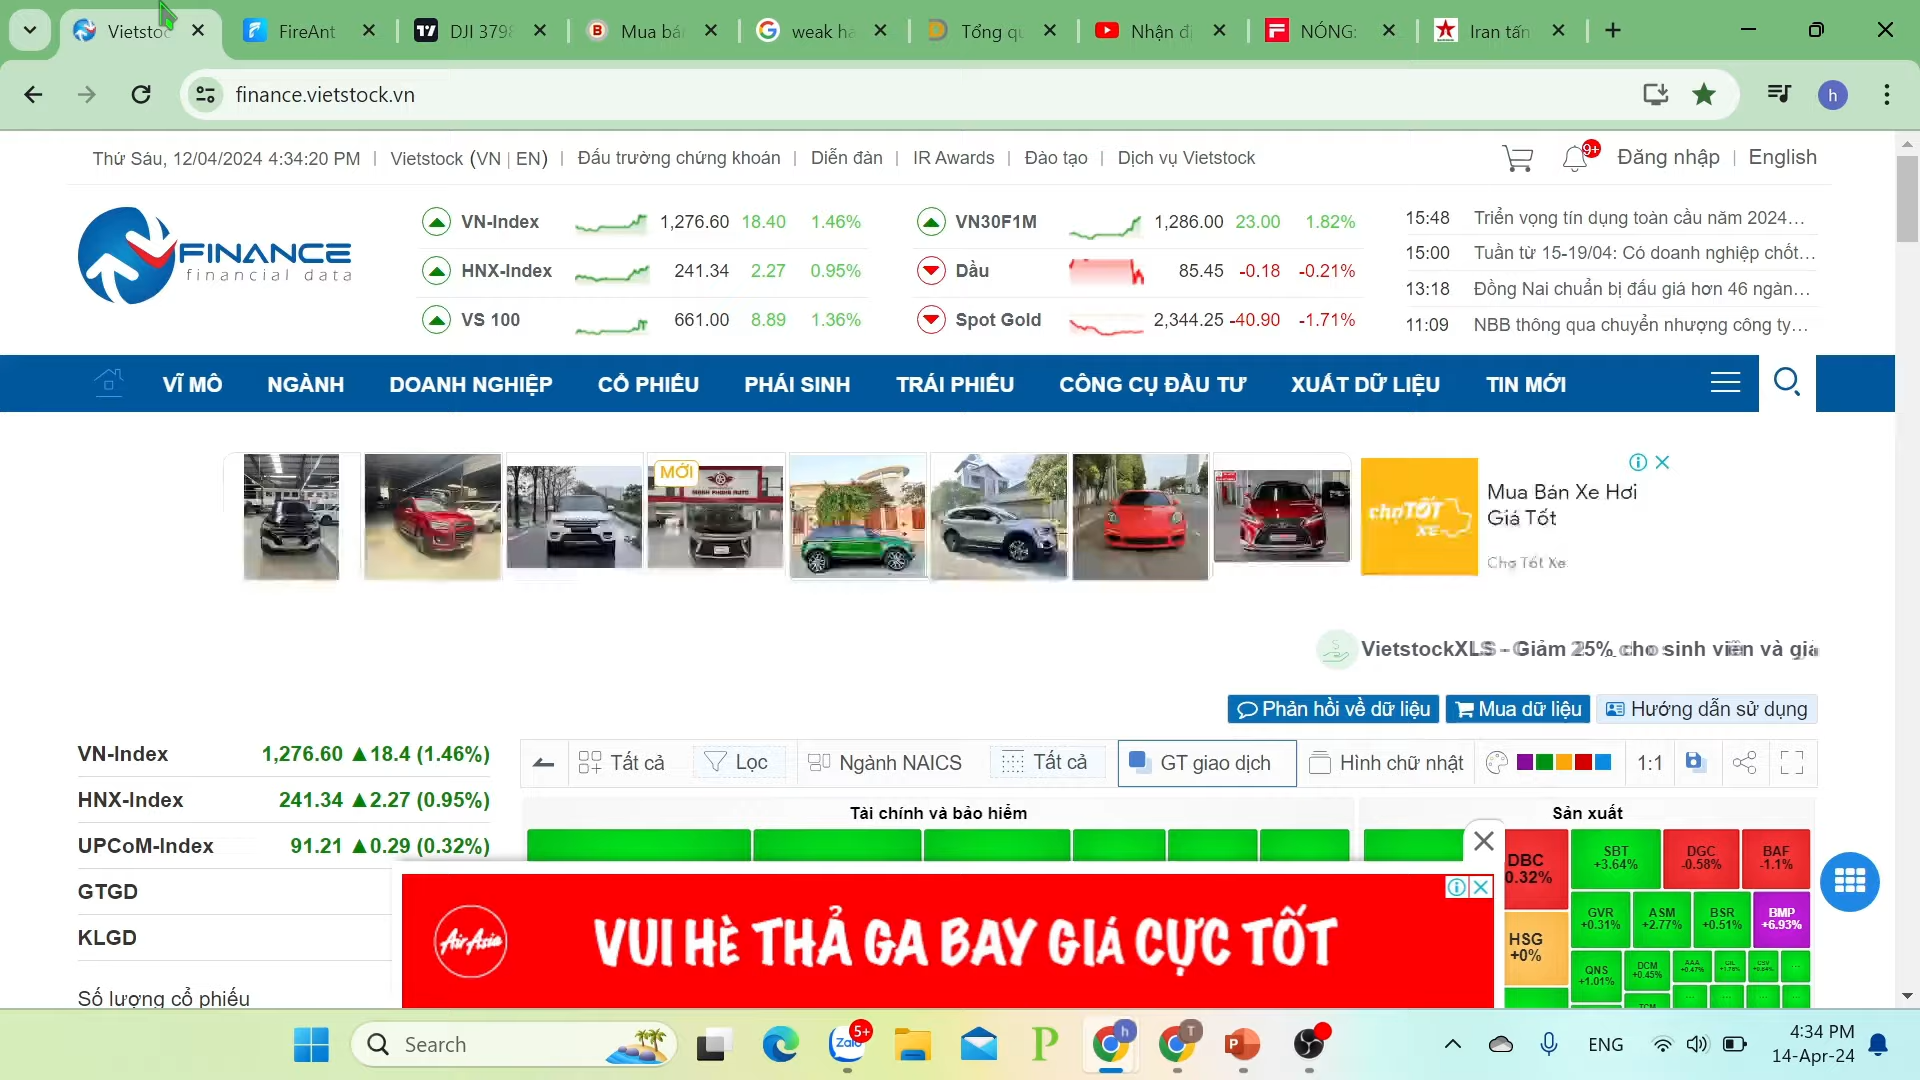 Vietstoc
FireAnt
DJI 3798
Mua bá
weak ha
Tổng qu
Nhận đị
NÓNG:
Iran tấn
finance.vietstock.vn
h
Thứ Sáu, 12/04/2024 4:34:20 PM | Vietstock (VN | EN) | Đấu trường chứng khoán | Diễn đàn | IR Awards | Đào tạo | Dịch vụ Vietstock
9+
Đăng nhập | English
FINANCE
financial data
VN-Index 1,276.60 18.40 1.46%
HNX-Index 241.34 2.27 0.95%
VS 100 661.00 8.89 1.36%
VN30F1M 1,286.00 23.00 1.82%
Dầu 85.45 -0.18 -0.21%
Spot Gold 2,344.25 -40.90 -1.71%
15:48 Triển vọng tín dụng toàn cầu năm 2024...
15:00 Tuần từ 15-19/04: Có doanh nghiệp chốt...
13:18 Đồng Nai chuẩn bị đấu giá hơn 46 ngàn...
11:09 NBB thông qua chuyển nhượng công ty...
VĨ MÔ NGÀNH DOANH NGHIỆP CỔ PHIẾU PHÁI SINH TRÁI PHIẾU CÔNG CỤ ĐẦU TƯ XUẤT DỮ LIỆU TIN MỚI
MỚI
chợTỐT
XE
Mua Bán Xe Hơi
Giá Tốt
Chợ Tốt Xe
VietstockXLS - Giảm 25% cho sinh viên và giả
Phản hồi về dữ liệu Mua dữ liệu Hướng dẫn sử dụng
VN-Index 1,276.60 ▲18.4 (1.46%)
HNX-Index 241.34 ▲2.27 (0.95%)
UPCoM-Index 91.21 ▲0.29 (0.32%)
GTGD
KLGD
Số lượng cổ phiếu
Tất cả Lọc Ngành NAICS Tất cả GT giao dịch Hình chữ nhật 1:1
Tài chính và bảo hiểm
Sản xuất
DBC
0.32%
SBT
+3.64%
DGC
-0.58%
BAF
-1.1%
HSG
+0%
GVR
+0.31%
ASM
+2.77%
BSR
+0.51%
BMP
+6.93%
QNS
+1.01%
DCM
+0.45%
AAA
+0.47%
AirAsia
VUI HÈ THẢ GA BAY GIÁ CỰC TỐT
Search
Zalo
5+
h
T
P
ENG
4:34 PM
14-Apr-24